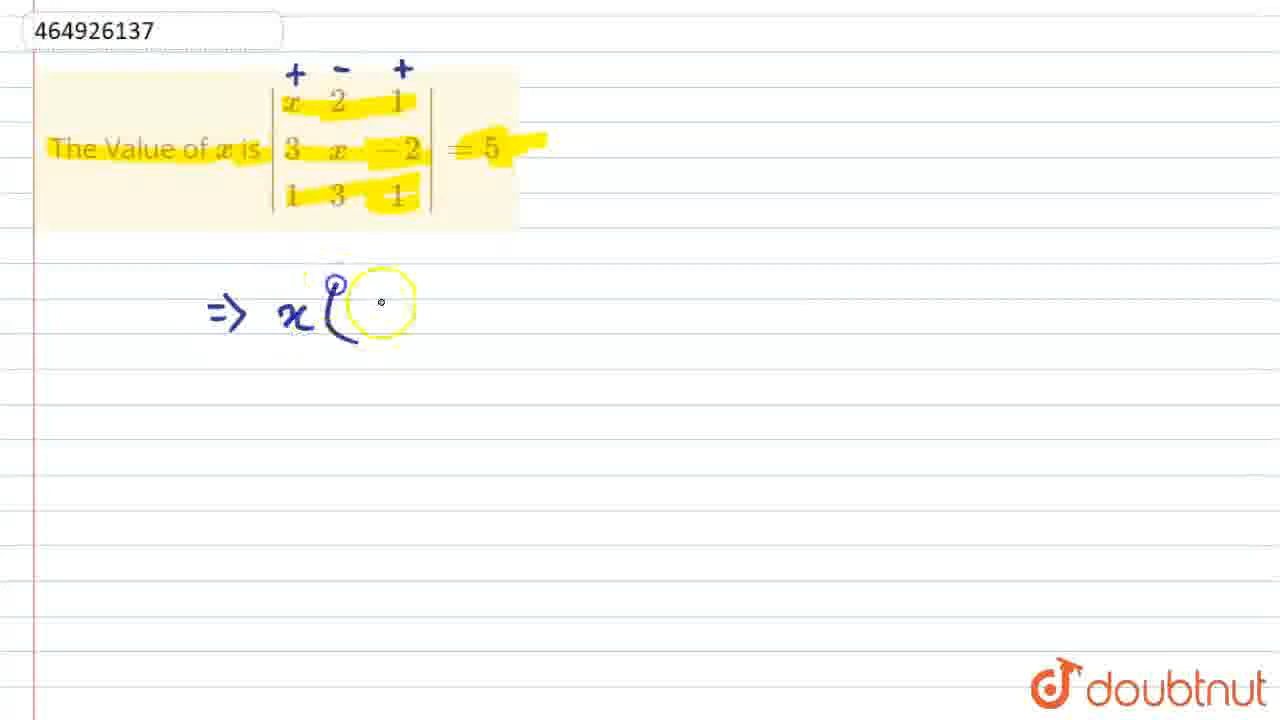 464926137
+ - +
x 2 1
The Value of x is 3 x -2 = 5
1 3 1
=> x (
doubtnut